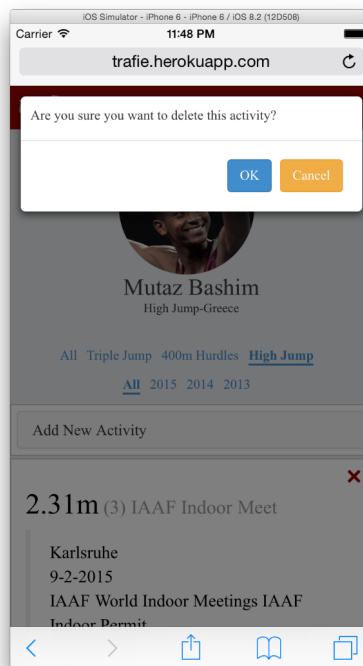 iOS Simulator - iPhone 6 - iPhone 6 / iOS 8.2 (12D508)
Carrier 11:48 PM
trafie.herokuapp.com
Are you sure you want to delete this activity?
OK Cancel
Mutaz Bashim
High Jump-Greece
All Triple Jump 400m Hurdles High Jump
All 2015 2014 2013
Add New Activity
2.31m (3) IAAF Indoor Meet
Karlsruhe
9-2-2015
IAAF World Indoor Meetings IAAF
Indoor Permit